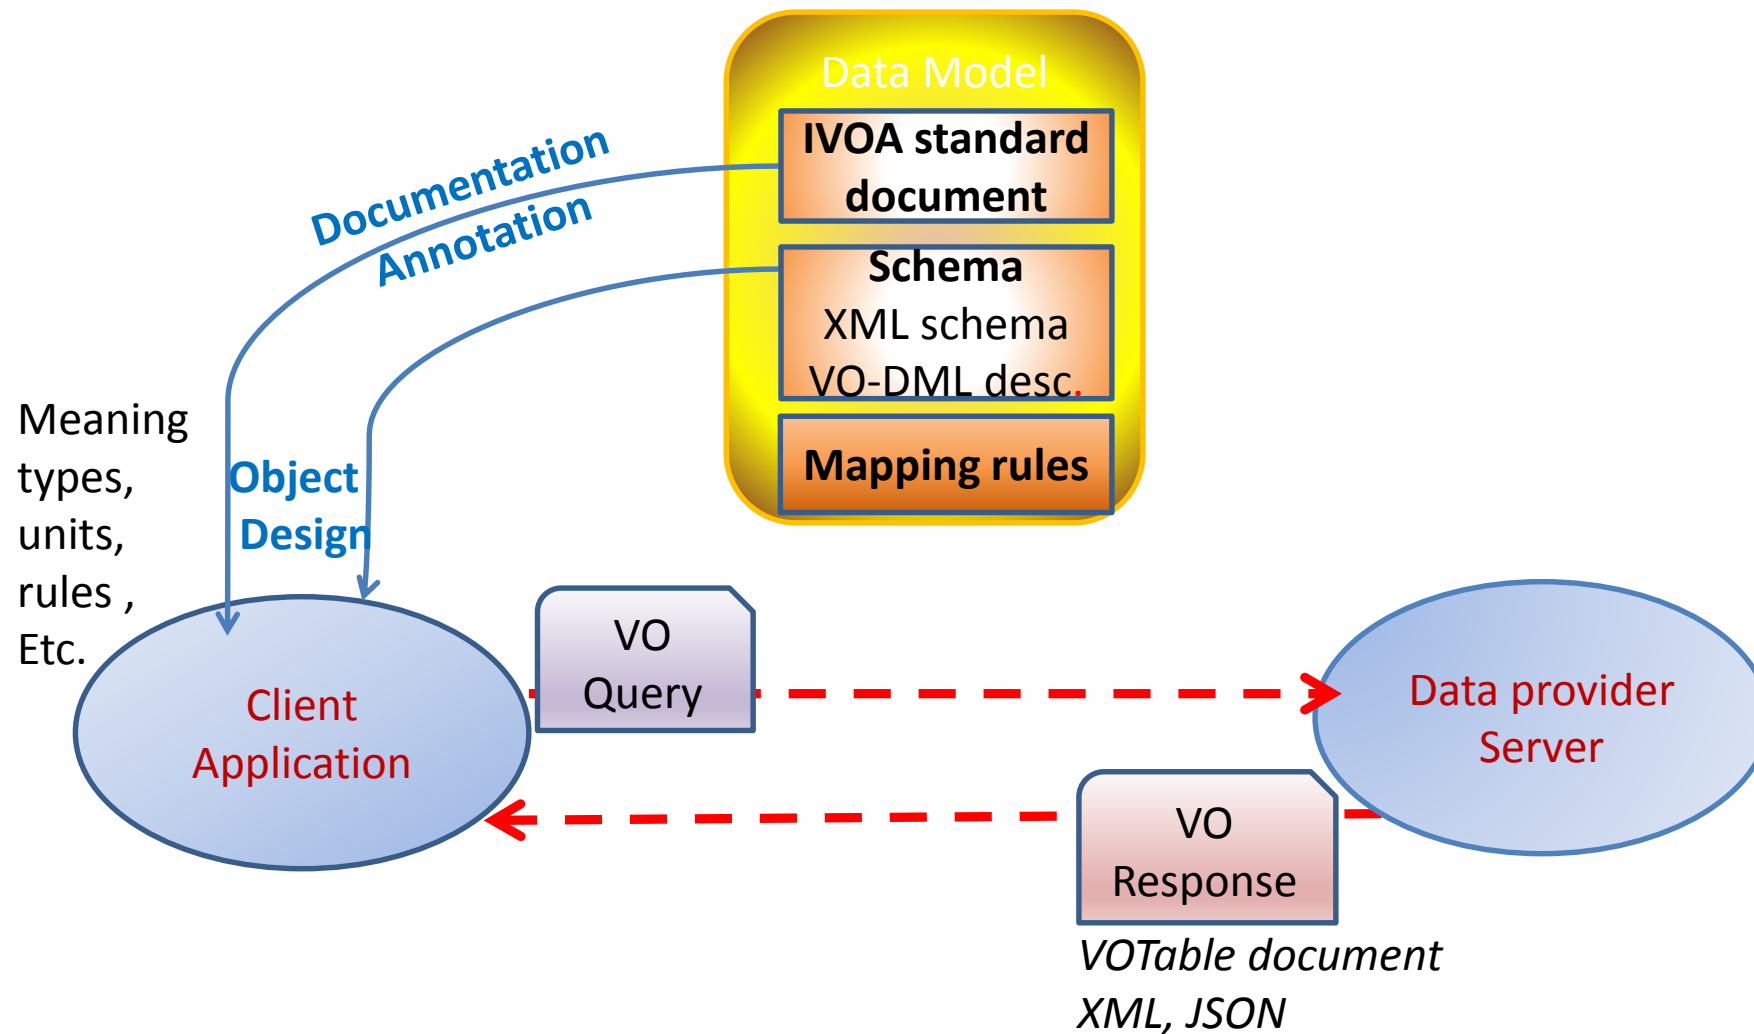 Data Model
IVOA standard
document
Documentation
Annotation
Schema
XML schema
VO-DML desc.
Mapping rules
Meaning
types,
units,
rules ,
Etc.
Object
Design
VO
Query
Client
Application
Data provider
Server
VO
Response
VOTable document
XML, JSON